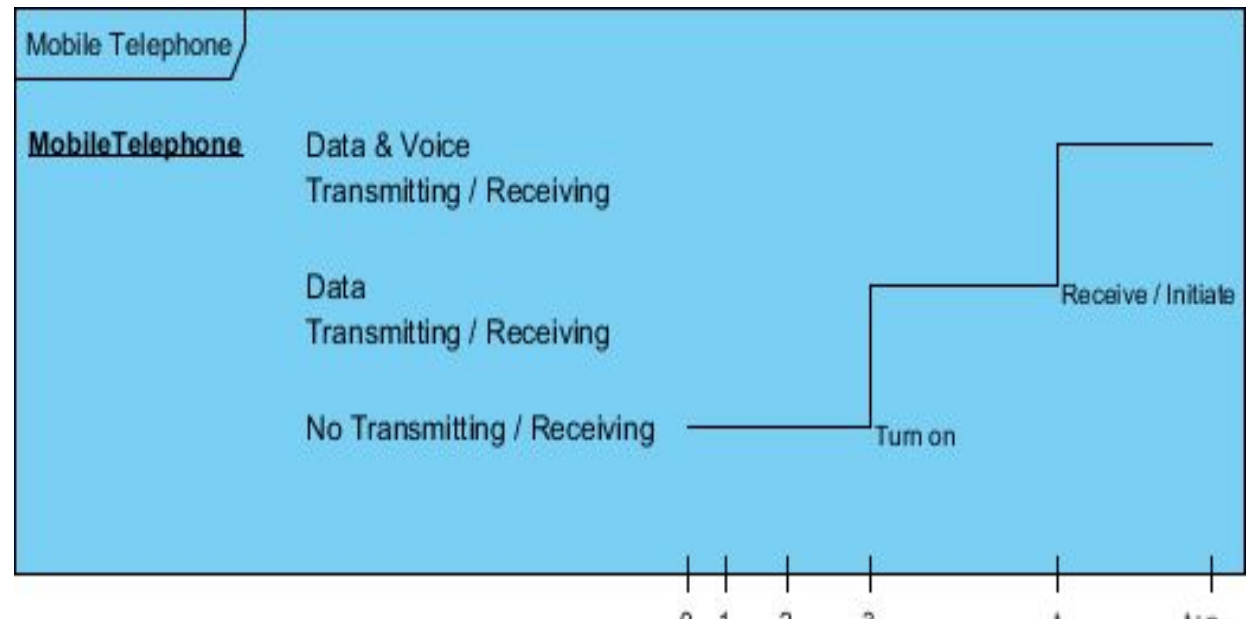 Mobile Telephone
MobileTelephone
Data & Voice
Transmitting / Receiving
Data
Transmitting / Receiving
Receive / Initiate
No Transmitting / Receiving
Turn on